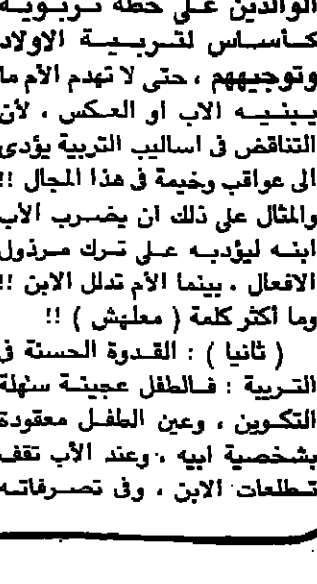 الوالدين على خطة تربويه
كأساس لتربية الاولاد
وتوجيههم ، حتى لا تهدم الأم ما
يبنيه الاب أو العكس ، لأن
التناقض فى اساليب التربية يؤدى
الى عواقب وخيمة فى هذا المجال !!
والمثال على ذلك ان يضرب الأب
ابنه ليؤدبه على ترك مرذول
الافعال . بينما الأم تدلل الابن !!
وما أكثر كلمة ( معلهش ) !!
( ثانيا ) : القدوة الحسنة فى
التربية : فالطفل عجينة سهلة
التكوين ، وعين الطفل معقودة
بشخصية ابيه ، وعند الأب تقف
تطلعات الابن ، وفى تصرفاته